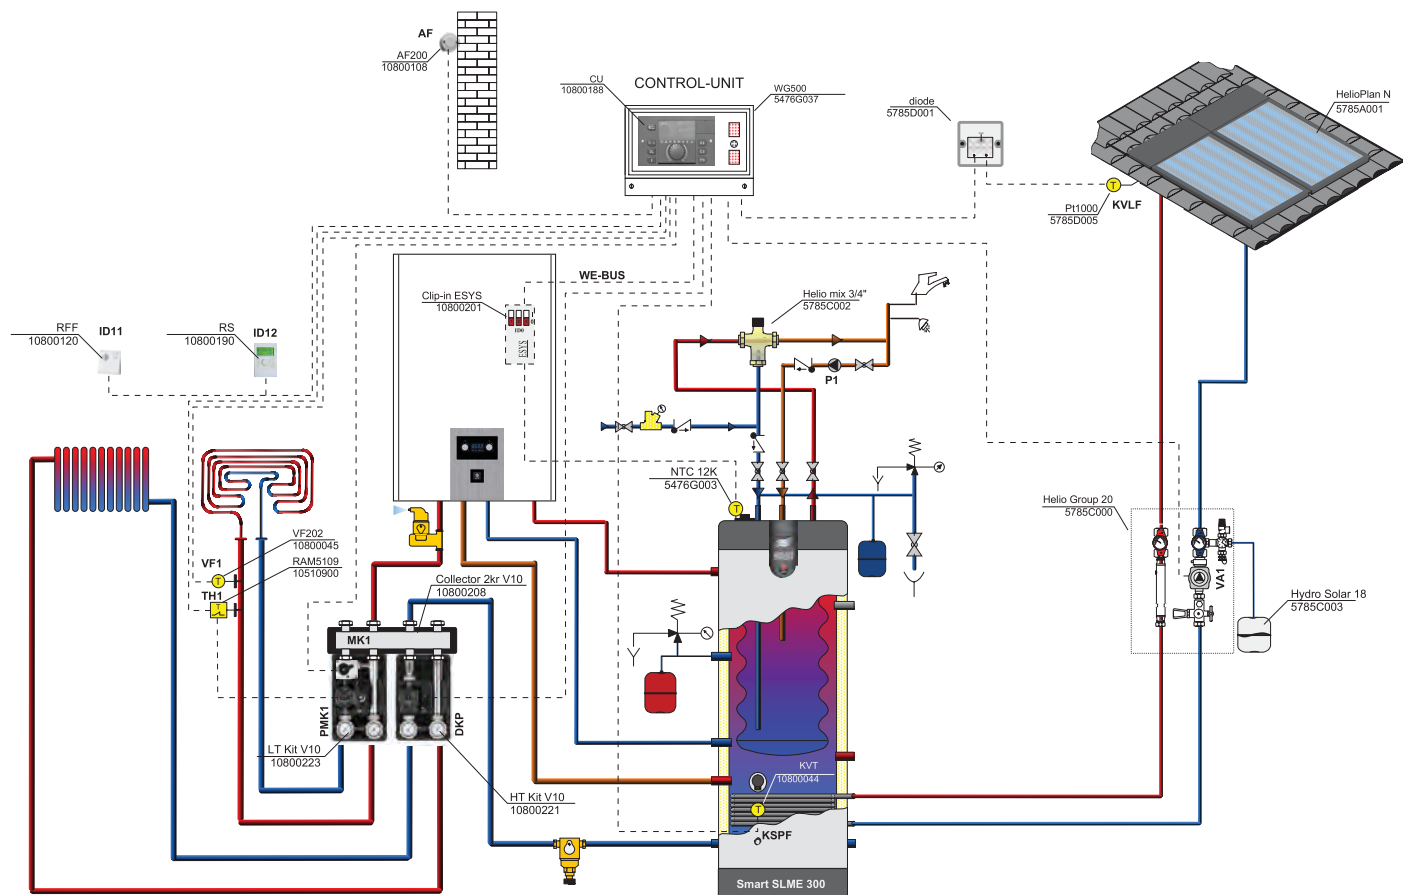 AF
AF200
10800108
CONTROL-UNIT
CU
10800188
WG500
5476G037
diode
5785D001
HelioPlan N
5785A001
Pt1000
5785D005
KVLF
WE-BUS
Clip-in ESYS
10800201
ESYS
Helio mix 3/4"
5785C002
P1
RFF
10800120
ID11
RS
10800190
ID12
NTC 12K
5476G003
Helio Group 20
5785C000
VA1
Hydro Solar 18
5785C003
VF202
10800045
VF1
RAM5109
10510900
TH1
Collector 2kr V10
10800208
MK1
PMK1
DKP
LT Kit V10
10800223
HT Kit V10
10800221
KVT
10800044
KSPF
Smart SLME 300
T
T
T
T
T